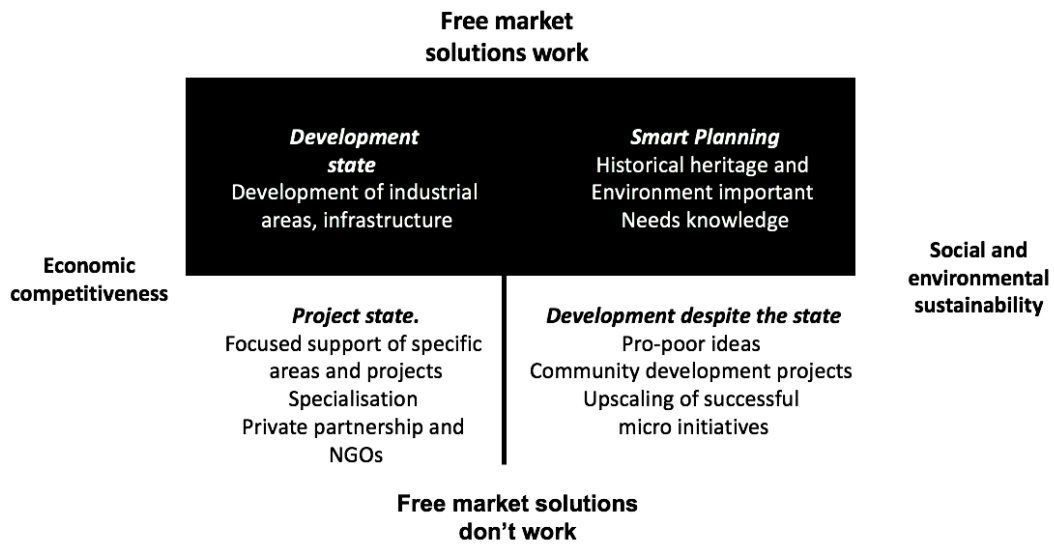 Free market
solutions work
Development
state
Development of industrial
areas, infrastructure
Smart Planning
Historical heritage and
Environment important
Needs knowledge
Economic
competitiveness
Social and
environmental
sustainability
Project state.
Focused support of specific
areas and projects
Specialisation
Private partnership and
NGOs
Development despite the state
Pro-poor ideas
Community development projects
Upscaling of successful
micro initiatives
Free market solutions
don’t work